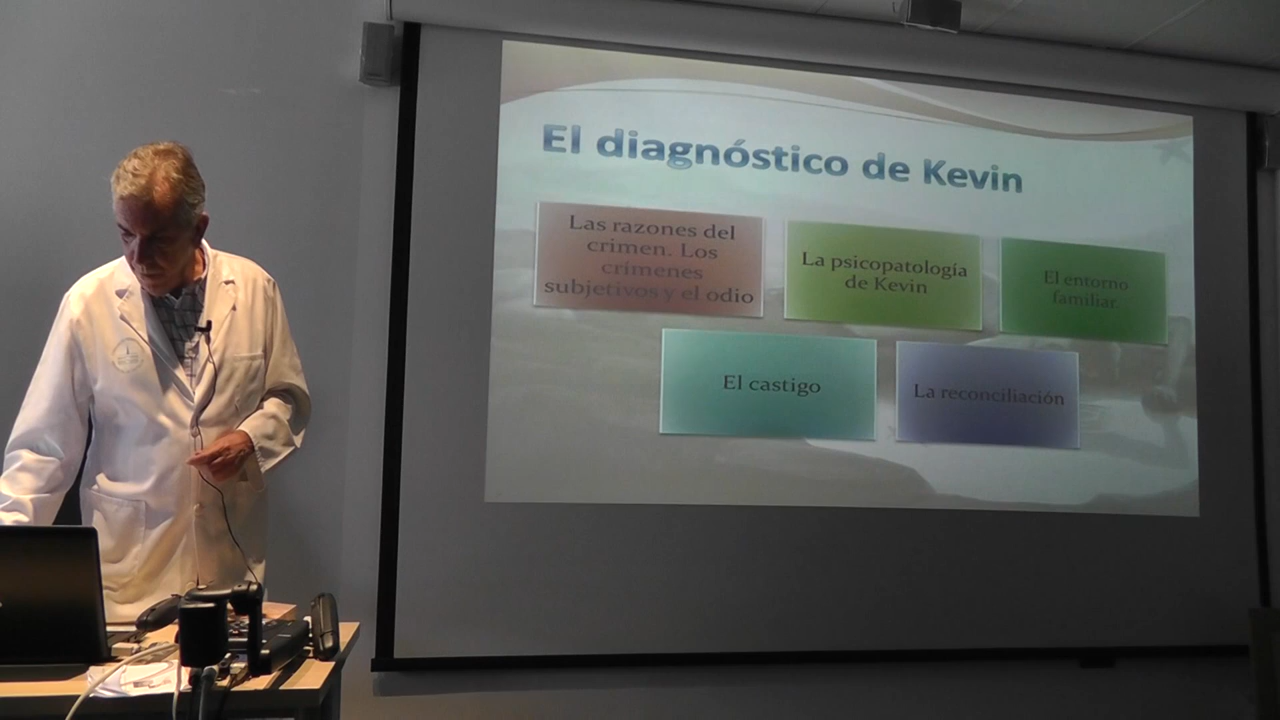 El diagnóstico de Kevin
Las razones del
crimen. Los
crímenes
subjetivos y el odio
La psicopatología
de Kevin
El entorno
familiar.
El castigo
La reconciliación